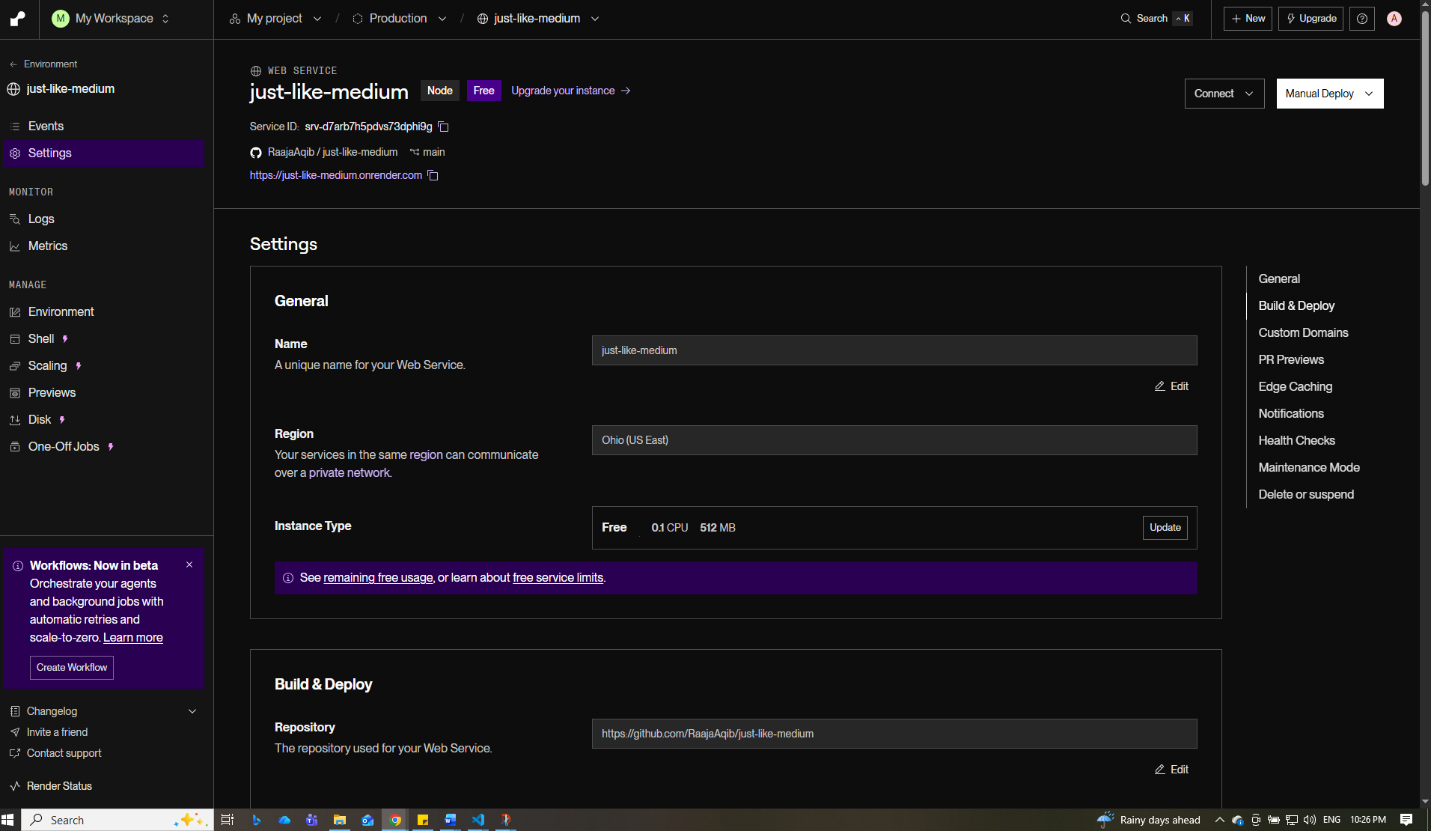 M My Workspace
My project / Production / just-like-medium
Search ^ K
+ New
Upgrade
A
Environment
just-like-medium
Events
Settings
MONITOR
Logs
Metrics
MANAGE
Environment
Shell
Scaling
Previews
Disk
One-Off Jobs
Workflows: Now in beta
Orchestrate your agents
and background jobs with
automatic retries and
scale-to-zero. Learn more
Create Workflow
Changelog
Invite a friend
Contact support
Render Status
WEB SERVICE
just-like-medium Node Free Upgrade your instance →
Service ID: srv-d7arb7h5pdvs73dphi9g
RaajaAqib / just-like-medium main
https://just-like-medium.onrender.com
Connect
Manual Deploy
Settings
General
Name
A unique name for your Web Service.
just-like-medium
Edit
Region
Your services in the same region can communicate
over a private network.
Ohio (US East)
Instance Type
Free 0.1 CPU 512 MB
Update
See remaining free usage, or learn about free service limits.
Build & Deploy
Repository
The repository used for your Web Service.
https://github.com/RaajaAqib/just-like-medium
Edit
General
Build & Deploy
Custom Domains
PR Previews
Edge Caching
Notifications
Health Checks
Maintenance Mode
Delete or suspend
Search
Rainy days ahead
ENG
10:26 PM